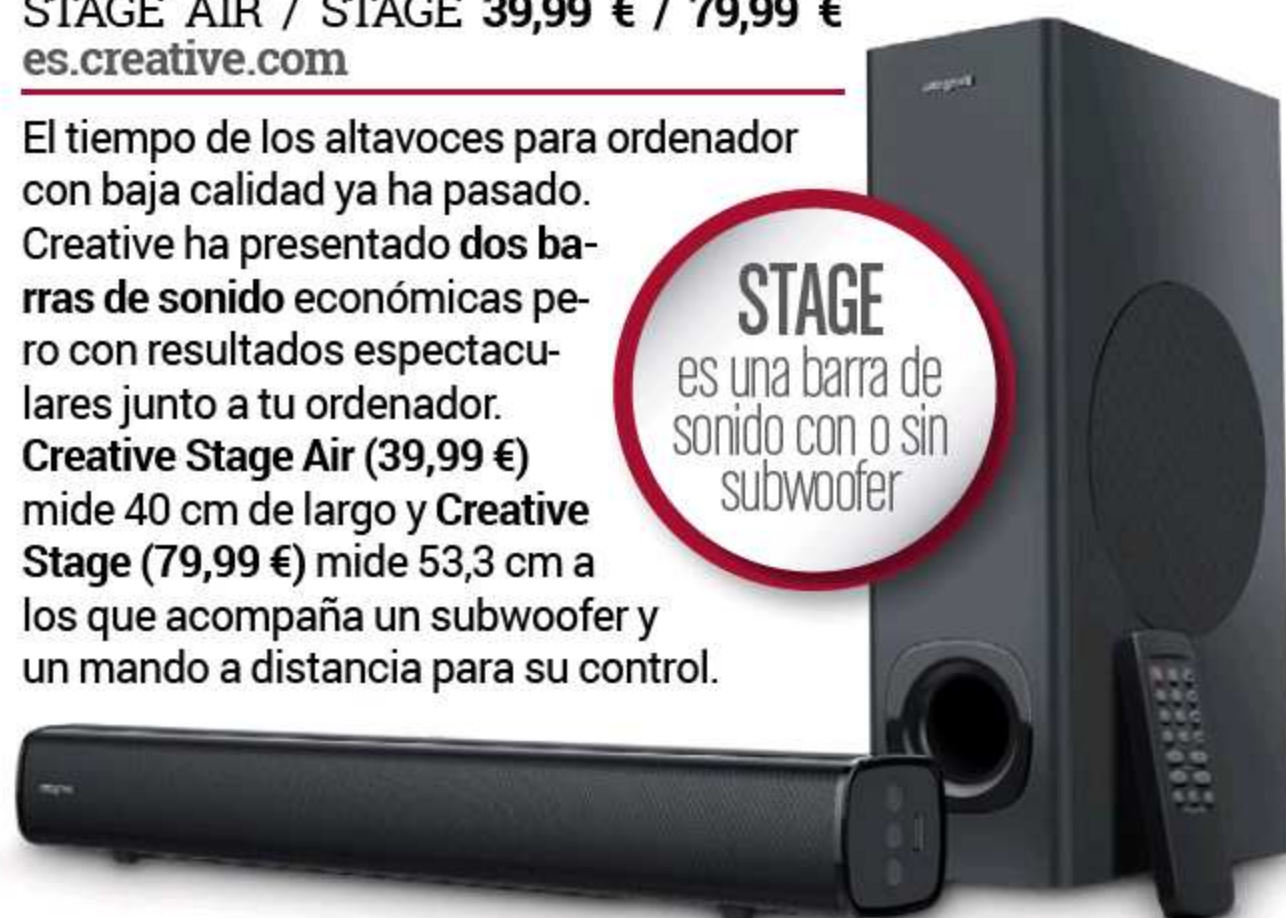 STAGE AIR / STAGE 39,99 € / 79,99 €
es.creative.com
El tiempo de los altavoces para ordenador
con baja calidad ya ha pasado.
Creative ha presentado dos ba-
rras de sonido económicas pe-
ro con resultados espectacu-
lares junto a tu ordenador.
Creative Stage Air (39,99 €)
mide 40 cm de largo y Creative
Stage (79,99 €) mide 53,3 cm a
los que acompaña un subwoofer y
un mando a distancia para su control.
STAGE
es una barra de
sonido con o sin
subwoofer